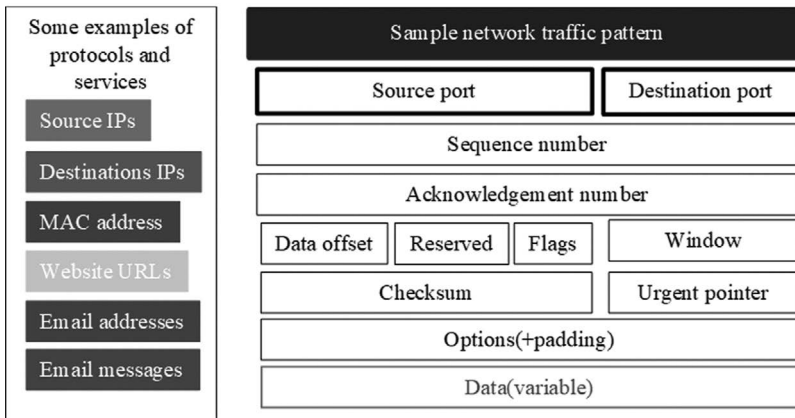 Some examples of
protocols and
services
Source IPs
Destinations IPs
MAC address
Website URLs
Email addresses
Email messages
Sample network traffic pattern
Source port
Destination port
Sequence number
Acknowledgement number
Data offset
Reserved
Flags
Window
Checksum
Urgent pointer
Options(+padding)
Data(variable)